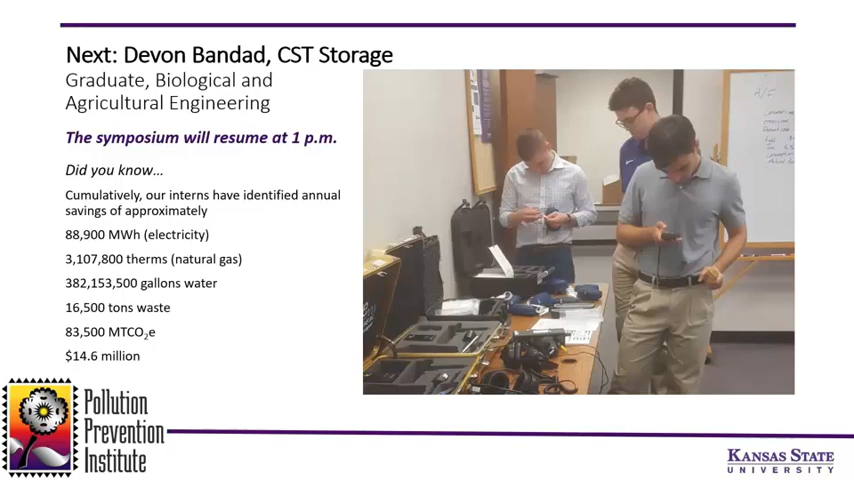 Next: Devon Bandad, CST Storage
Graduate, Biological and
Agricultural Engineering
The symposium will resume at 1 p.m.
Did you know…
Cumulatively, our interns have identified annual
savings of approximately
88,900 MWh (electricity)
3,107,800 therms (natural gas)
382,153,500 gallons water
16,500 tons waste
83,500 MTCO2e
$14.6 million
A/F
Pollution
Prevention
Institute
KANSAS STATE
UNIVERSITY